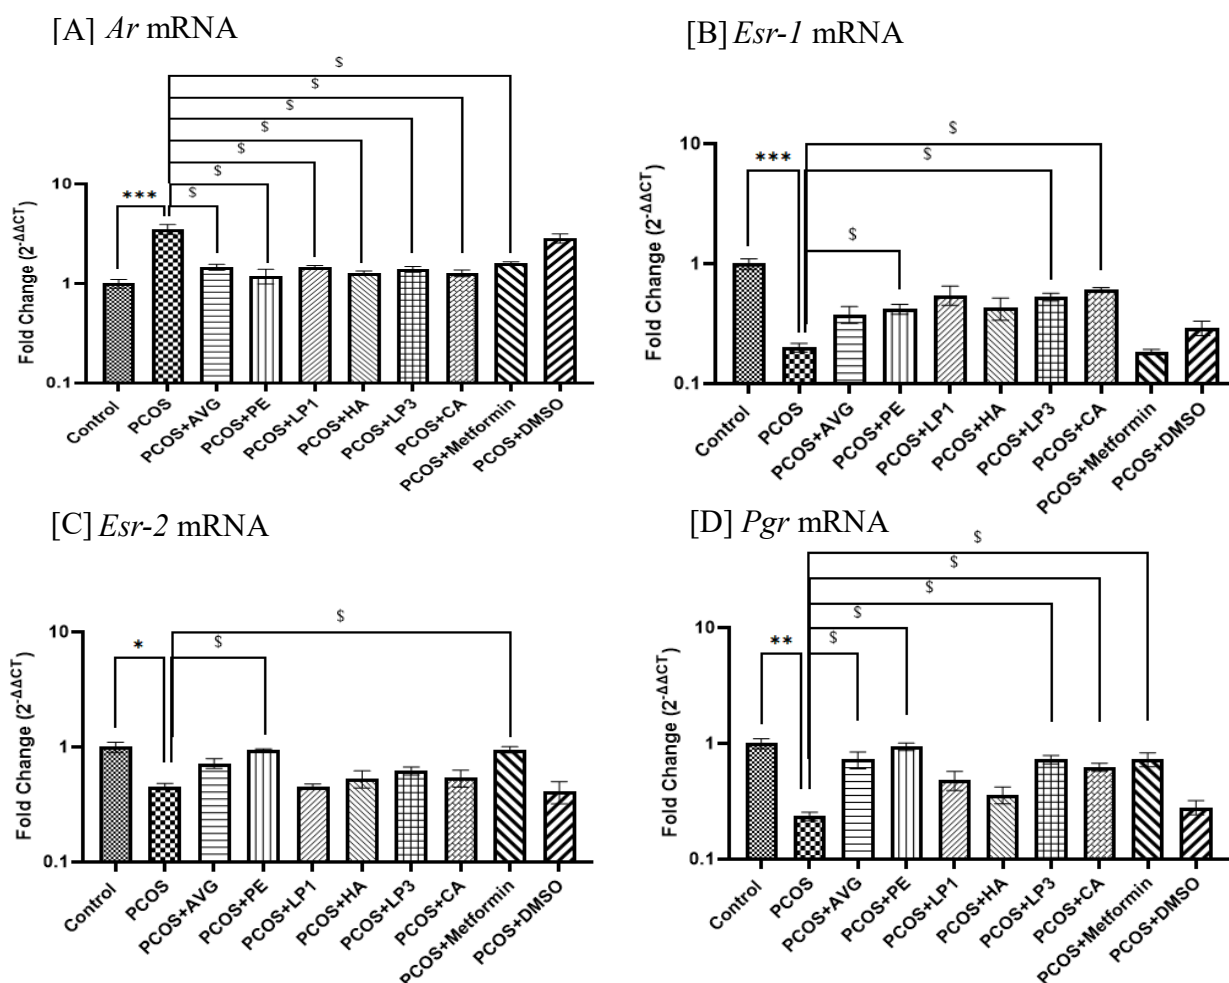 [A] Ar mRNA
$
$
$
$
$
$
$
***
10
1
0.1
Fold Change (2-ΔΔCT)
Control
PCOS
PCOS+AVG
PCOS+PE
PCOS+LP1
PCOS+HA
PCOS+LP3
PCOS+CA
PCOS+Metformin
PCOS+DMSO
[B] Esr-1 mRNA
$
$
$
***
10
1
0.1
Fold Change (2-ΔΔCT)
Control
PCOS
PCOS+AVG
PCOS+PE
PCOS+LP1
PCOS+HA
PCOS+LP3
PCOS+CA
PCOS+Metformin
PCOS+DMSO
[C] Esr-2 mRNA
$
$
*
10
1
0.1
Fold Change (2-ΔΔCT)
Control
PCOS
PCOS+AVG
PCOS+PE
PCOS+LP1
PCOS+HA
PCOS+LP3
PCOS+CA
PCOS+Metformin
PCOS+DMSO
[D] Pgr mRNA
$
$
$
$
$
**
10
1
0.1
Fold Change (2-ΔΔCT)
Control
PCOS
PCOS+AVG
PCOS+PE
PCOS+LP1
PCOS+HA
PCOS+LP3
PCOS+CA
PCOS+Metformin
PCOS+DMSO